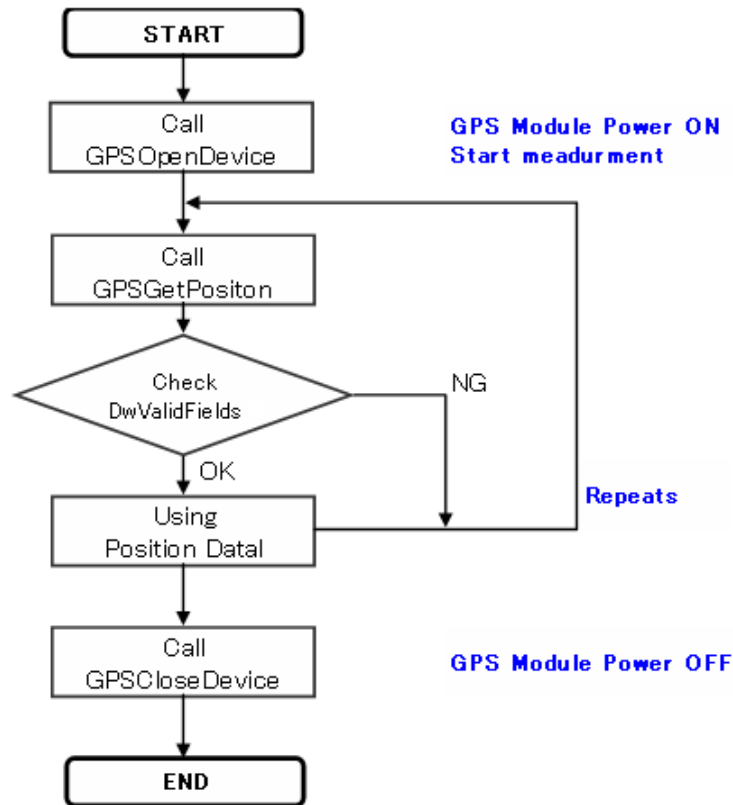 START
Call
GPSOpenDevice
GPS Module Power ON
Start meadurment
Call
GPSGetPositon
Check
DwValidFields
NG
OK
Repeats
Using
Position Datal
Call
GPSCloseDevice
GPS Module Power OFF
END